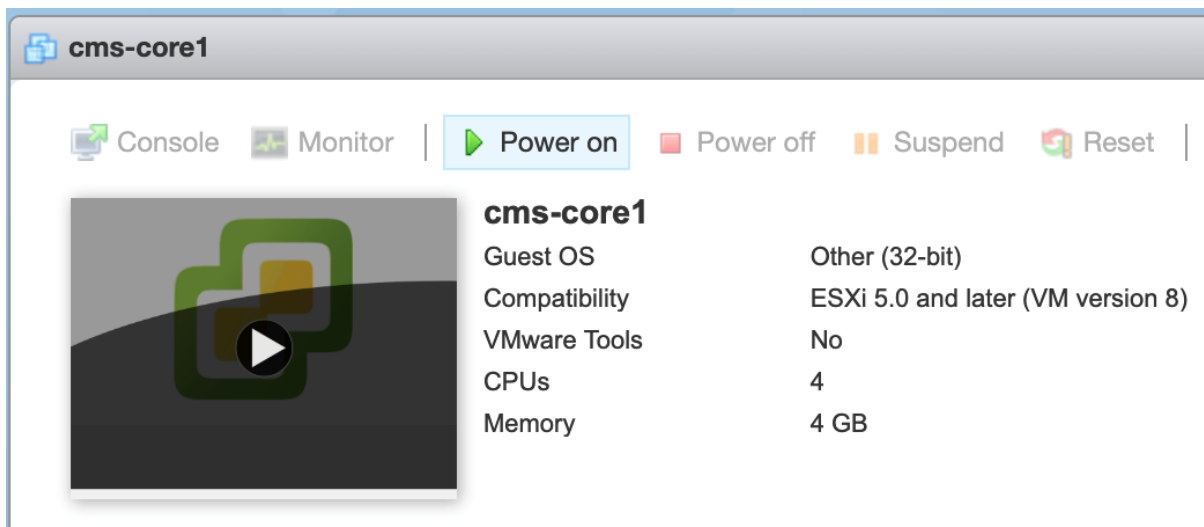 cms-core1
Console Monitor Power on Power off Suspend Reset
cms-core1
Guest OS Other (32-bit)
Compatibility ESXi 5.0 and later (VM version 8)
VMware Tools No
CPUs 4
Memory 4 GB